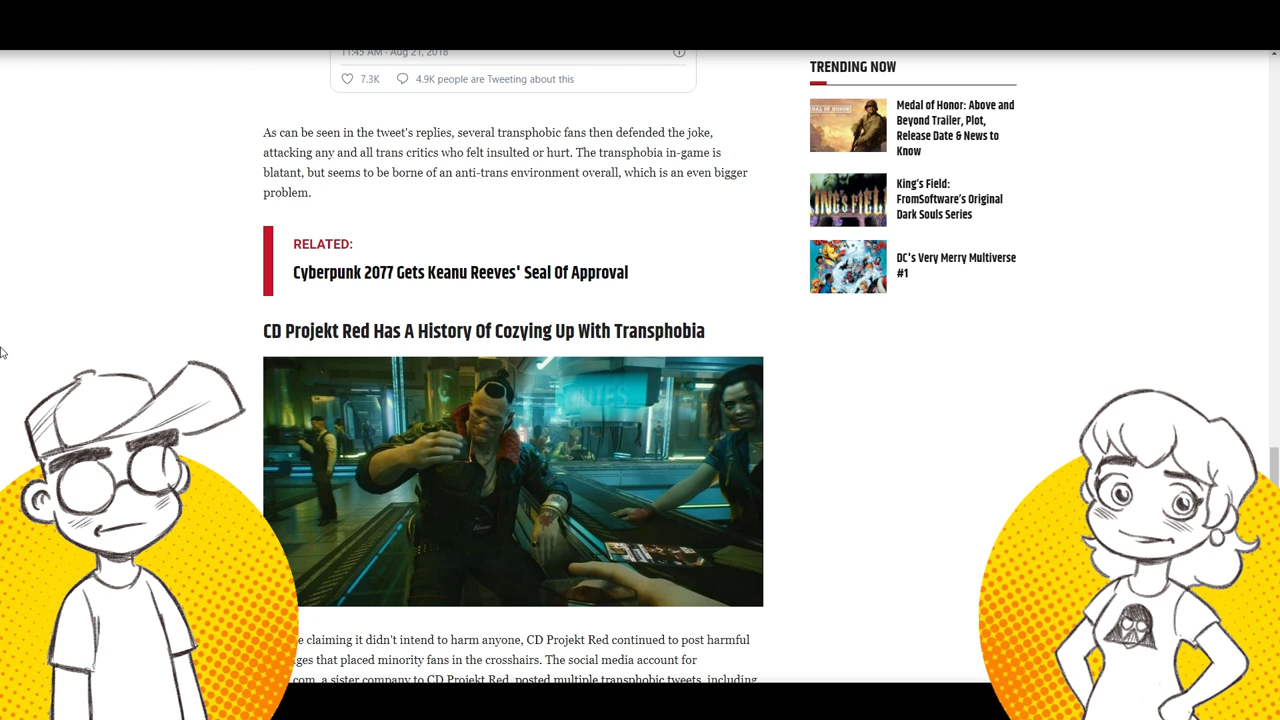 11:45 AM - Aug 21, 2018
7.3K 4.9K people are Tweeting about this
As can be seen in the tweet's replies, several transphobic fans then defended the joke,
attacking any and all trans critics who felt insulted or hurt. The transphobia in-game is
blatant, but seems to be borne of an anti-trans environment overall, which is an even bigger
problem.
RELATED:
Cyberpunk 2077 Gets Keanu Reeves' Seal Of Approval
CD Projekt Red Has A History Of Cozying Up With Transphobia
e claiming it didn't intend to harm anyone, CD Projekt Red continued to post harmful
ges that placed minority fans in the crosshairs. The social media account for
com, a sister company to CD Projekt Red, posted multiple transphobic tweets, including
TRENDING NOW
MEDAL OF HONOR
Medal of Honor: Above and
Beyond Trailer, Plot,
Release Date & News to
Know
KING'S FIELD
King's Field:
FromSoftware's Original
Dark Souls Series
DC's Very Merry Multiverse
#1